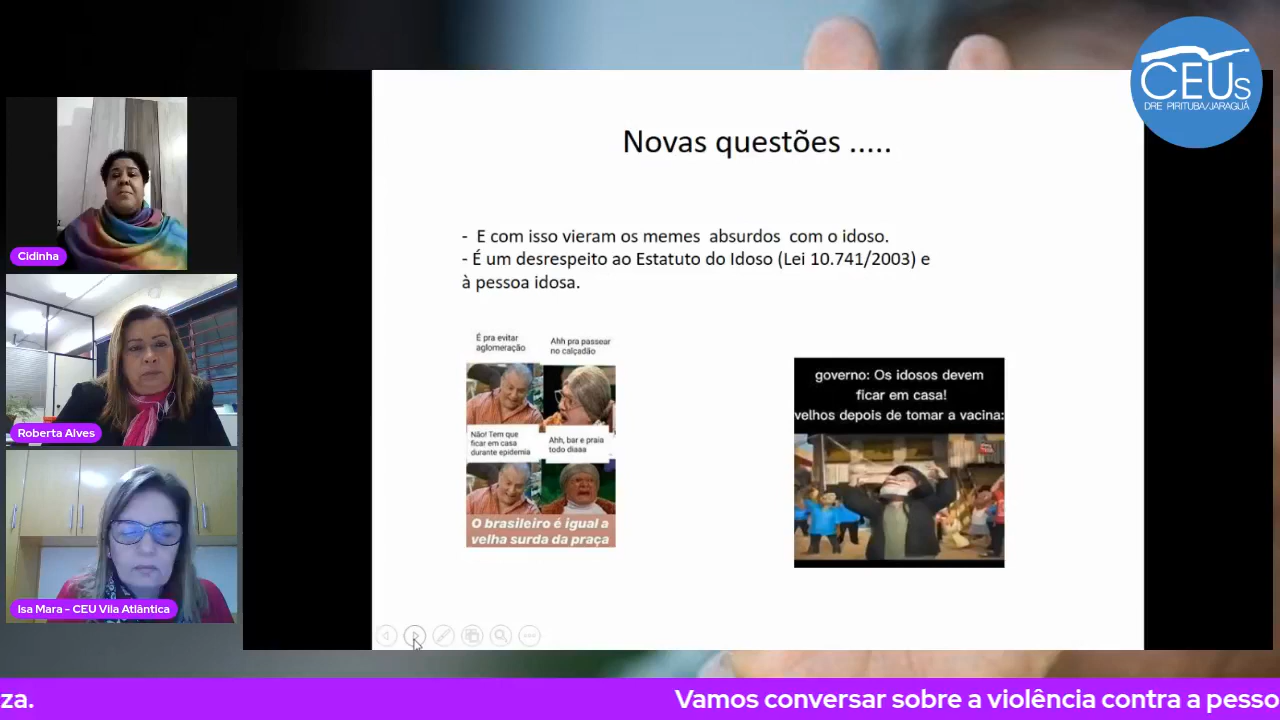 CEUs
DRE PIRITUBA/JARAGUÁ
Novas questões .....
- E com isso vieram os memes absurdos com o idoso.
- É um desrespeito ao Estatuto do Idoso (Lei 10.741/2003) e
à pessoa idosa.
É pra evitar
aglomeração
Ahh pra passear
no calçadão
Não! Tem que
ficar em casa
durante epidemia
Ahh, bar e praia
todo diaaa
O brasileiro é igual a
velha surda da praça
governo: Os idosos devem
ficar em casa!
velhos depois de tomar a vacina:
Cidinha
Roberta Alves
Isa Mara - CEU Vila Atlântica
za.
Vamos conversar sobre a violência contra a pesso